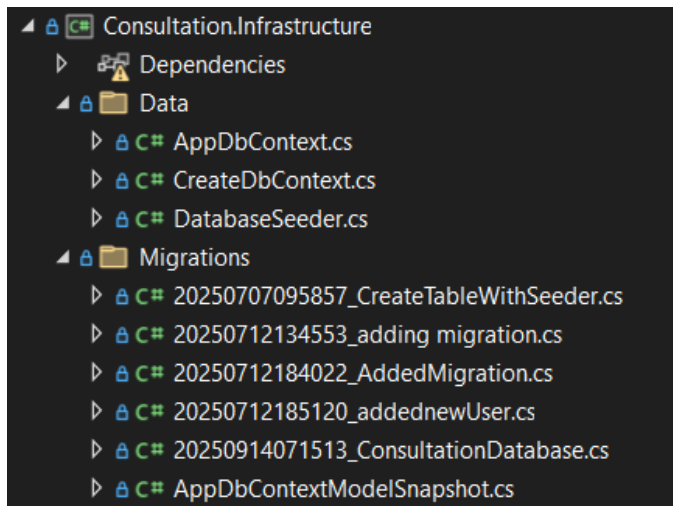 C# Consultation.Infrastructure
Dependencies
Data
C# AppDbContext.cs
C# CreateDbContext.cs
C# DatabaseSeeder.cs
Migrations
C# 20250707095857_CreateTableWithSeeder.cs
C# 20250712134553_adding migration.cs
C# 20250712184022_AddedMigration.cs
C# 20250712185120_addednewUser.cs
C# 20250914071513_ConsultationDatabase.cs
C# AppDbContextModelSnapshot.cs